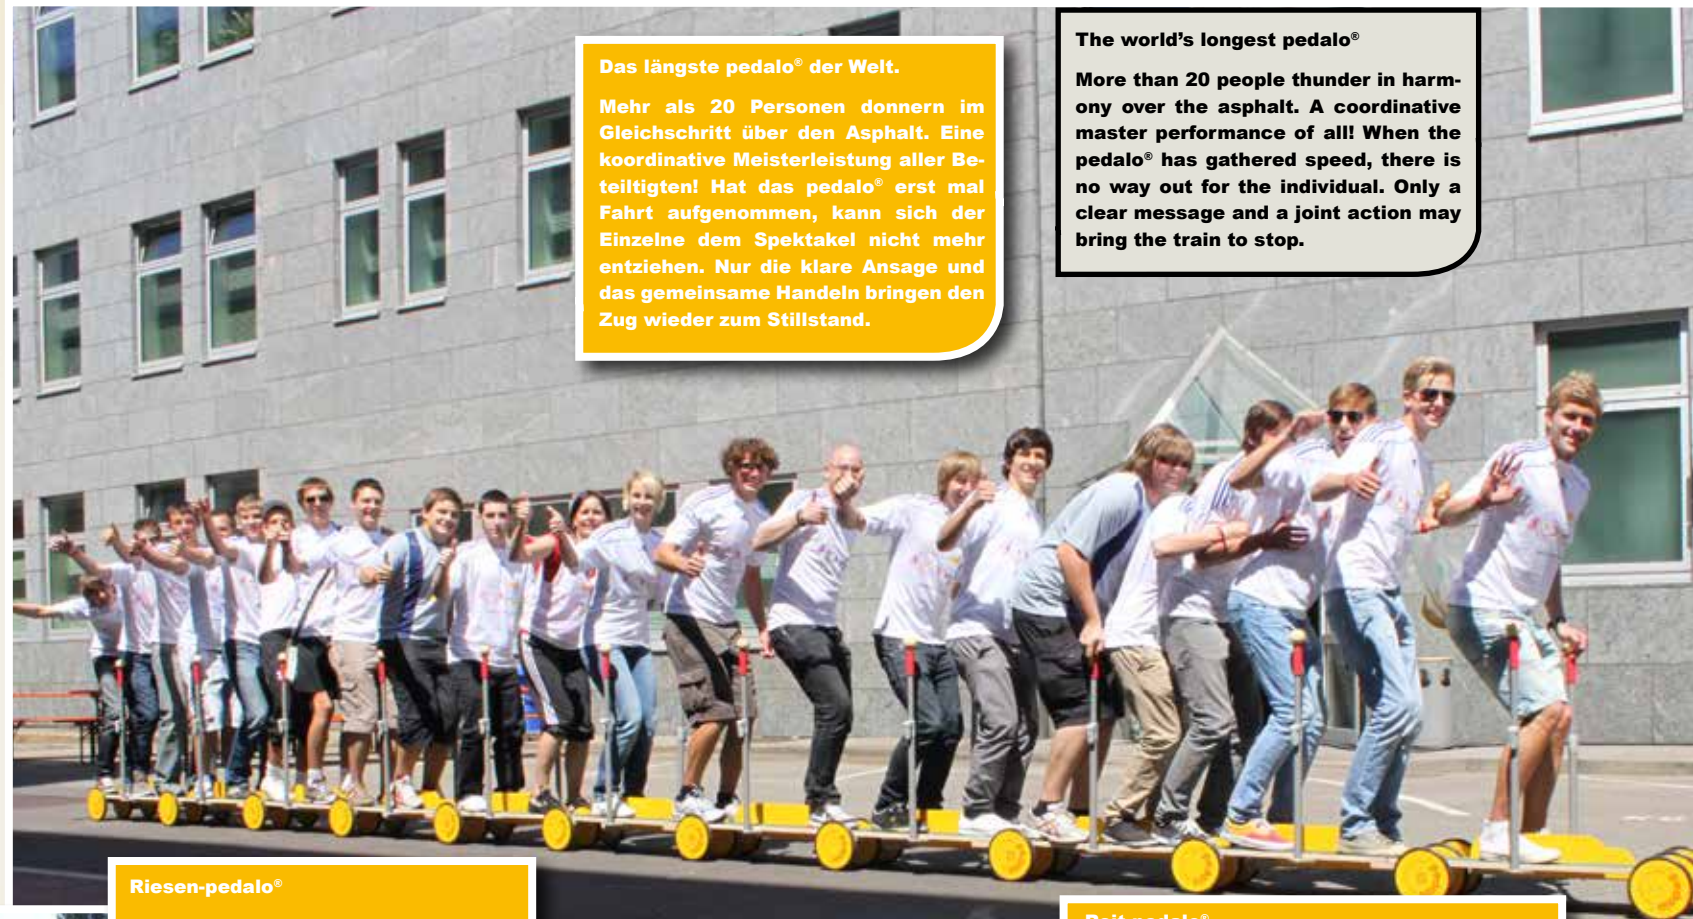 Das längste pedalo® der Welt.
Mehr als 20 Personen donnern im
Gleichschritt über den Asphalt. Eine
koordinative Meisterleistung aller Be-
teiltigten! Hat das pedalo® erst mal
Fahrt aufgenommen, kann sich der
Einzelne dem Spektakel nicht mehr
entziehen. Nur die klare Ansage und
das gemeinsame Handeln bringen den
Zug wieder zum Stillstand.
The world's longest pedalo®
More than 20 people thunder in harm-
ony over the asphalt. A coordinative
master performance of all! When the
pedalo® has gathered speed, there is
no way out for the individual. Only a
clear message and a joint action may
bring the train to stop.
Riesen-pedalo®